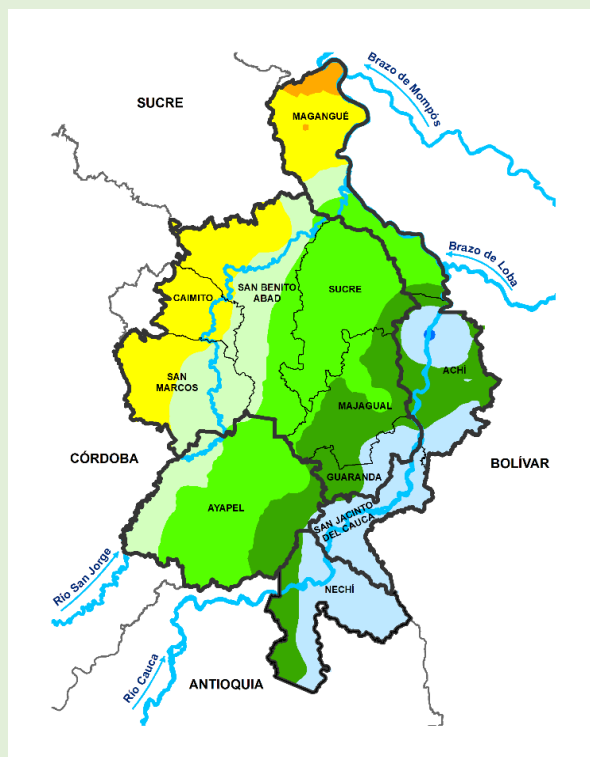 SUCRE
Brazo de Mompós
MAGANGUÉ
Brazo de Loba
SAN BENITO
ABAD
SUCRE
CAIMITO
ACHÍ
SAN
MARCOS
MAJAGUAL
CÓRDOBA
BOLÍVAR
GUARANDA
AYAPEL
SAN JACINTO
DEL CAUCA
Río San Jorge
NECHÍ
Río Cauca
ANTIOQUIA